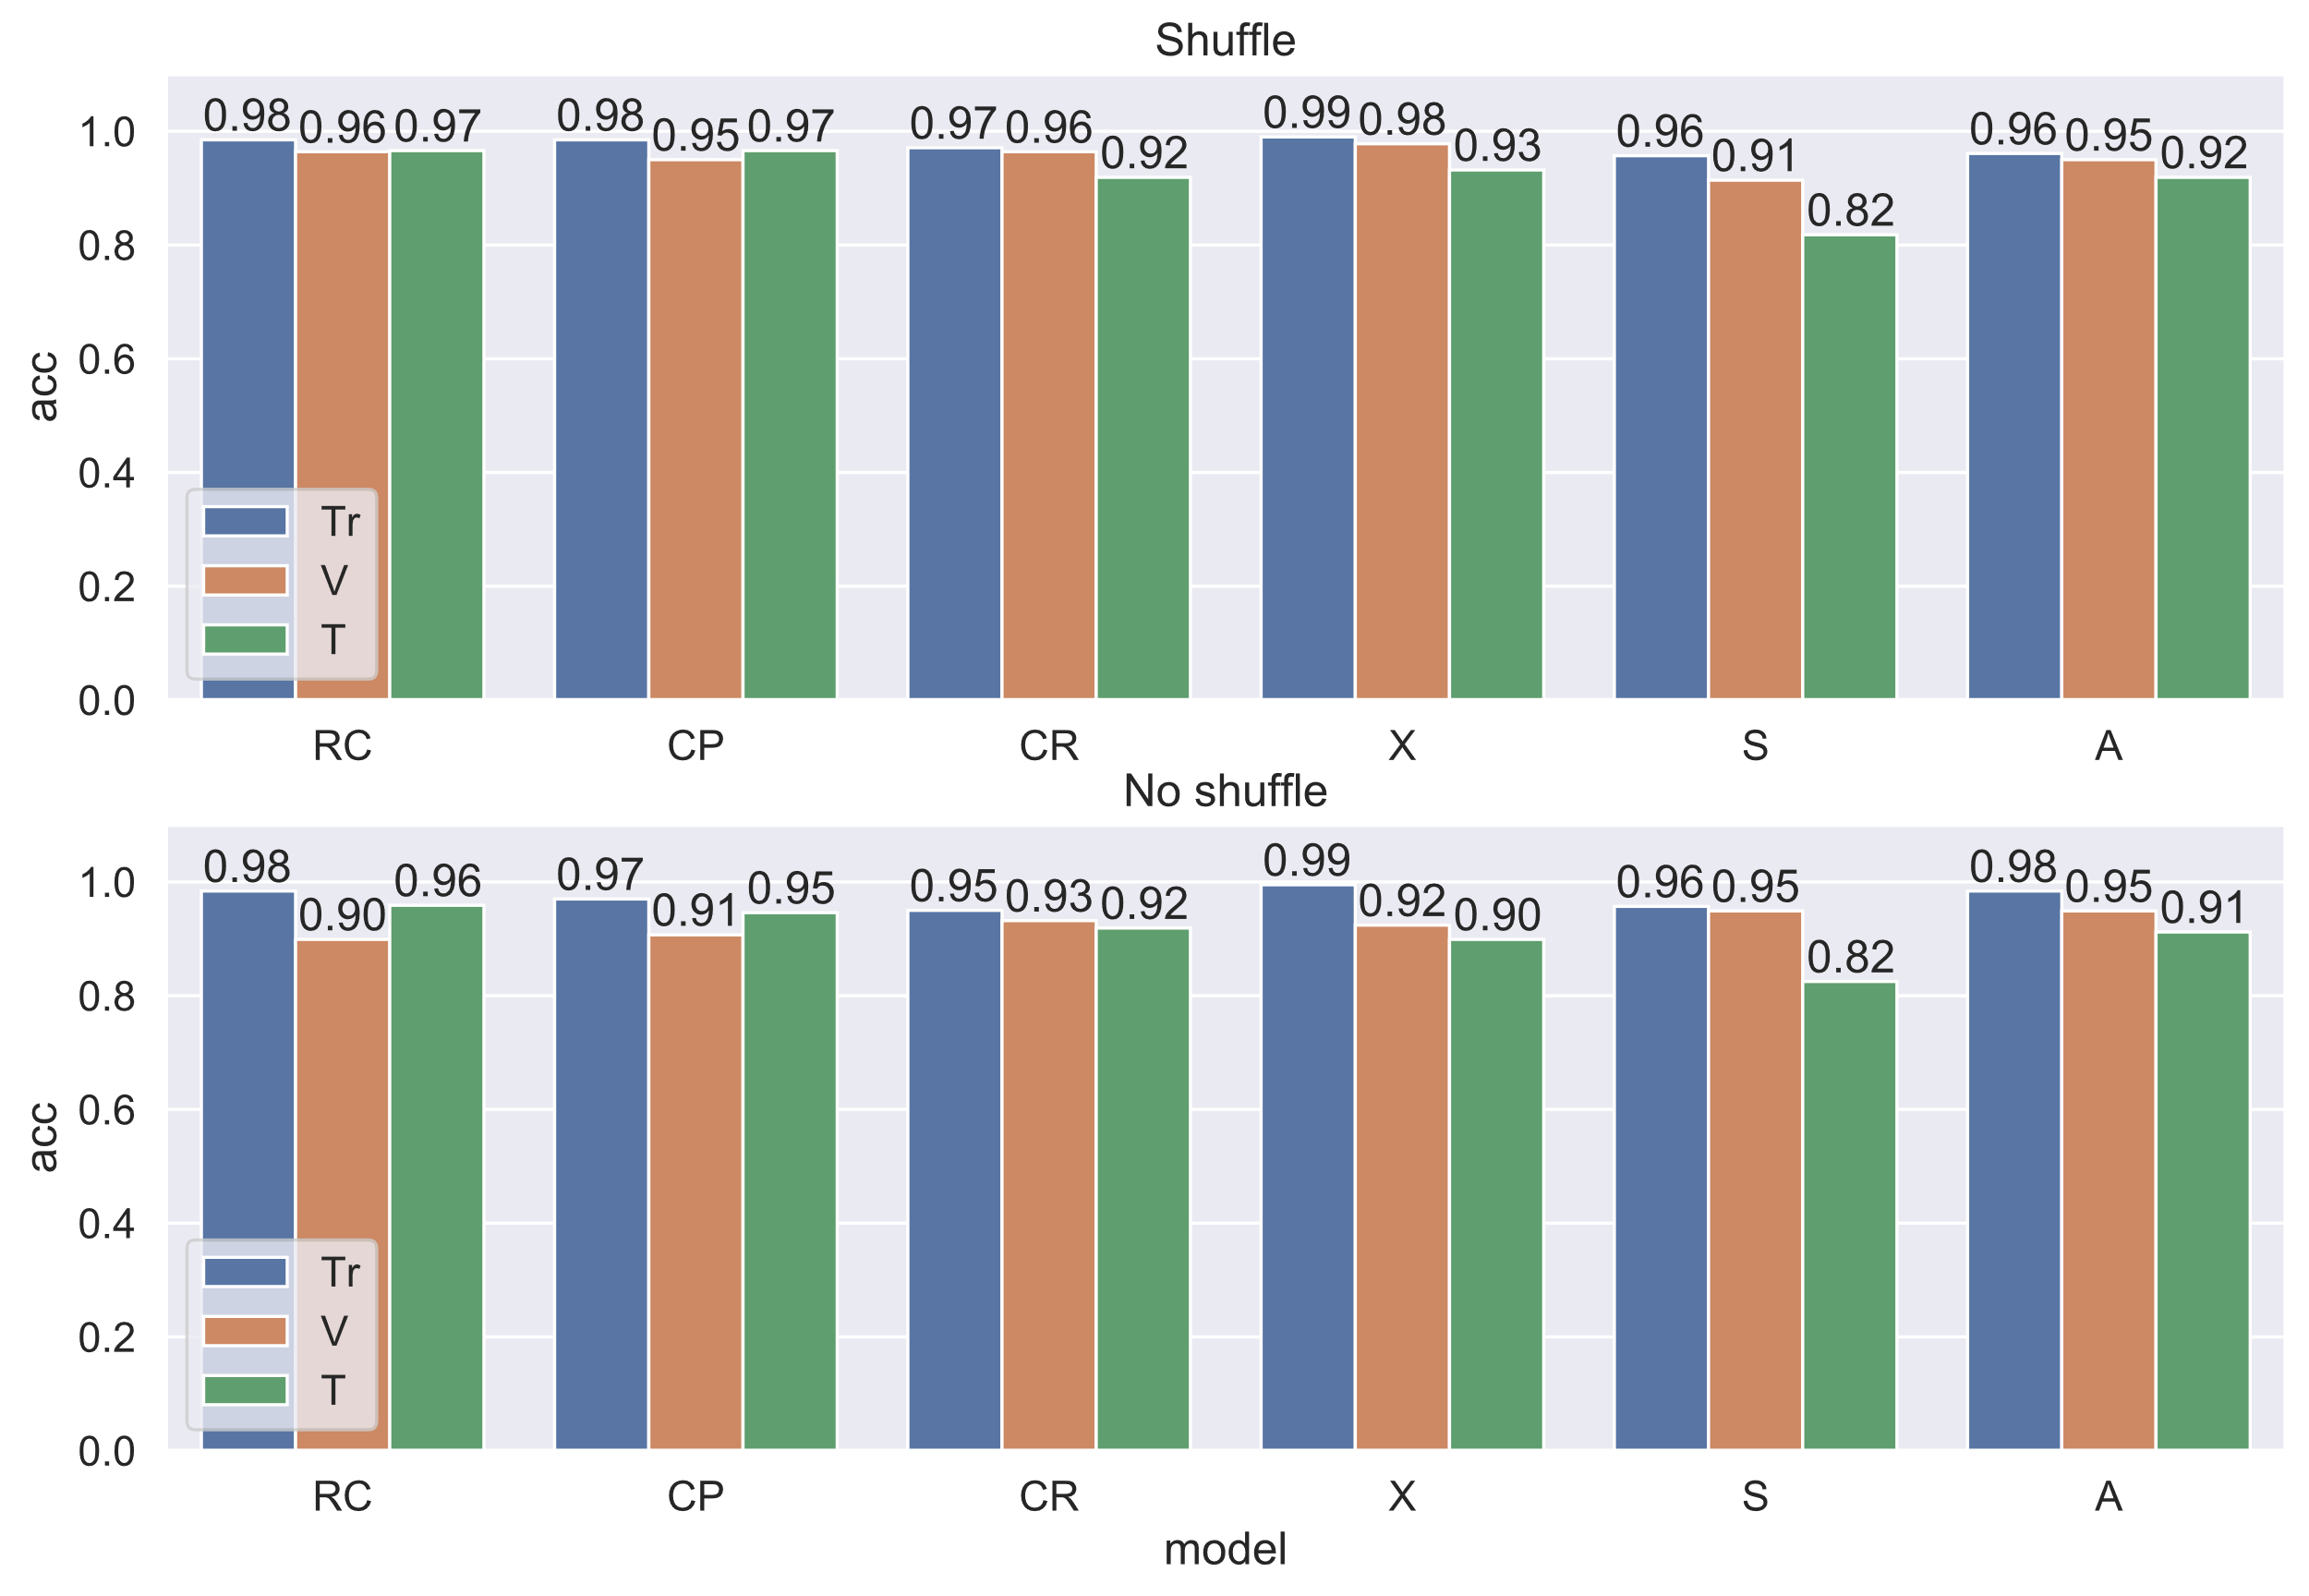 Shuffle
0.98 0.96 0.97 0.98 0.95 0.97 0.97 0.96 0.92 0.99 0.98 0.93 0.96 0.91 0.82 0.96 0.95 0.92
1.0
0.8
0.6
0.4
0.2
0.0
acc
Tr
V
T
RC CP CR X S A
No shuffle
0.98 0.90 0.96 0.97 0.91 0.95 0.95 0.93 0.92 0.99 0.92 0.90 0.96 0.95 0.82 0.98 0.95 0.91
1.0
0.8
0.6
0.4
0.2
0.0
acc
Tr
V
T
RC CP CR X S A
model